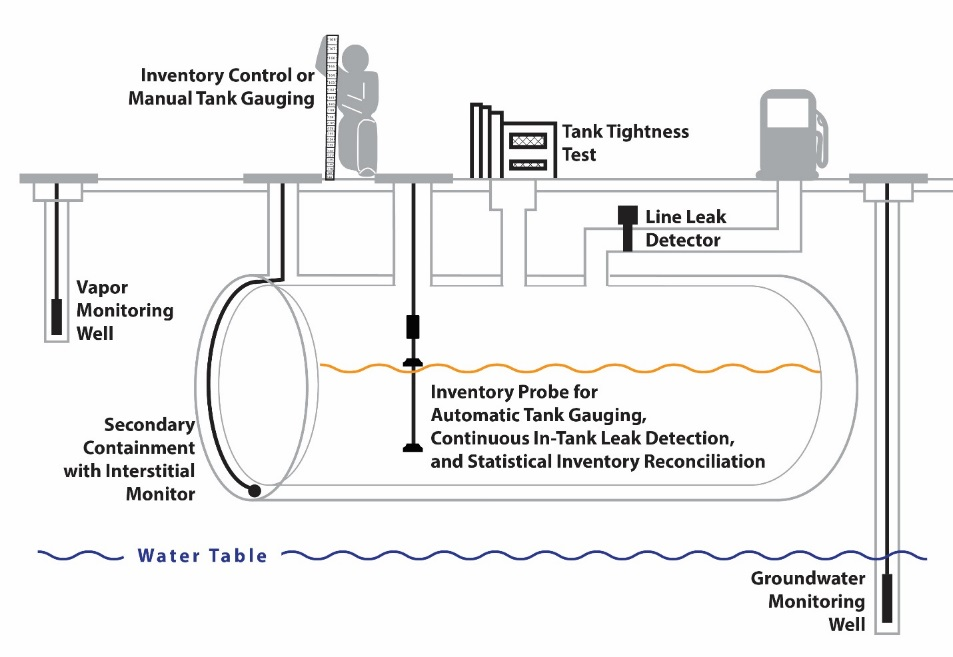 Inventory Control or
Manual Tank Gauging
Tank Tightness
Test
Line Leak
Detector
Vapor
Monitoring
Well
Inventory Probe for
Automatic Tank Gauging,
Continuous In-Tank Leak Detection,
and Statistical Inventory Reconciliation
Secondary
Containment
with Interstitial
Monitor
Water Table
Groundwater
Monitoring
Well